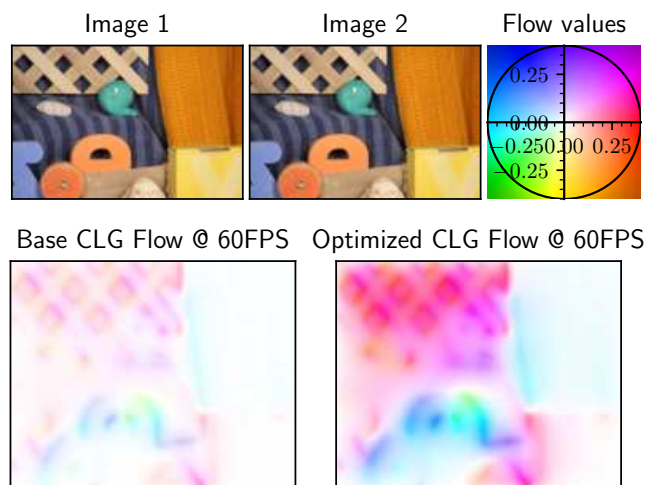 Image 1
Image 2
Flow values
0.25
0.00
−0.25
0.00
0.25
−0.25
Base CLG Flow @ 60FPS
Optimized CLG Flow @ 60FPS